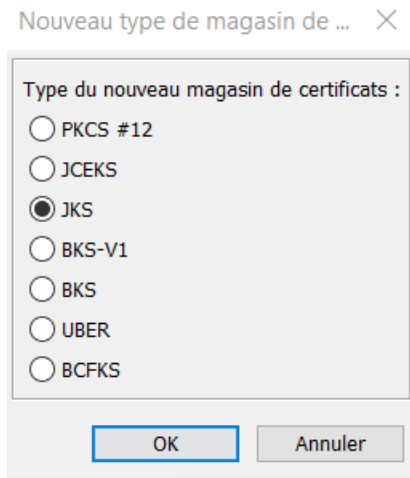 Nouveau type de magasin de ...
Type du nouveau magasin de certificats :
PKCS #12
JCEKS
JKS
BKS-V1
BKS
UBER
BCFKS
OK Annuler